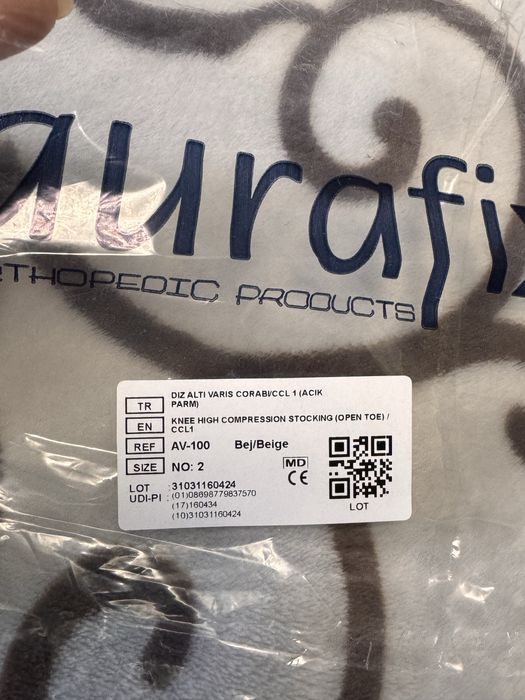 aurafix
ORTHOPEDIC PRODUCTS
TR DIZ ALTI VARIS CORABI/CCL 1 (ACIK
PARM)
EN KNEE HIGH COMPRESSION STOCKING (OPEN TOE) /
CCL1
REF AV-100 Bej/Beige
SIZE NO: 2
MD
CE
LOT : 31031160424
UDI-PI : (01)08698779837570
(17)160434
(10)31031160424
LOT